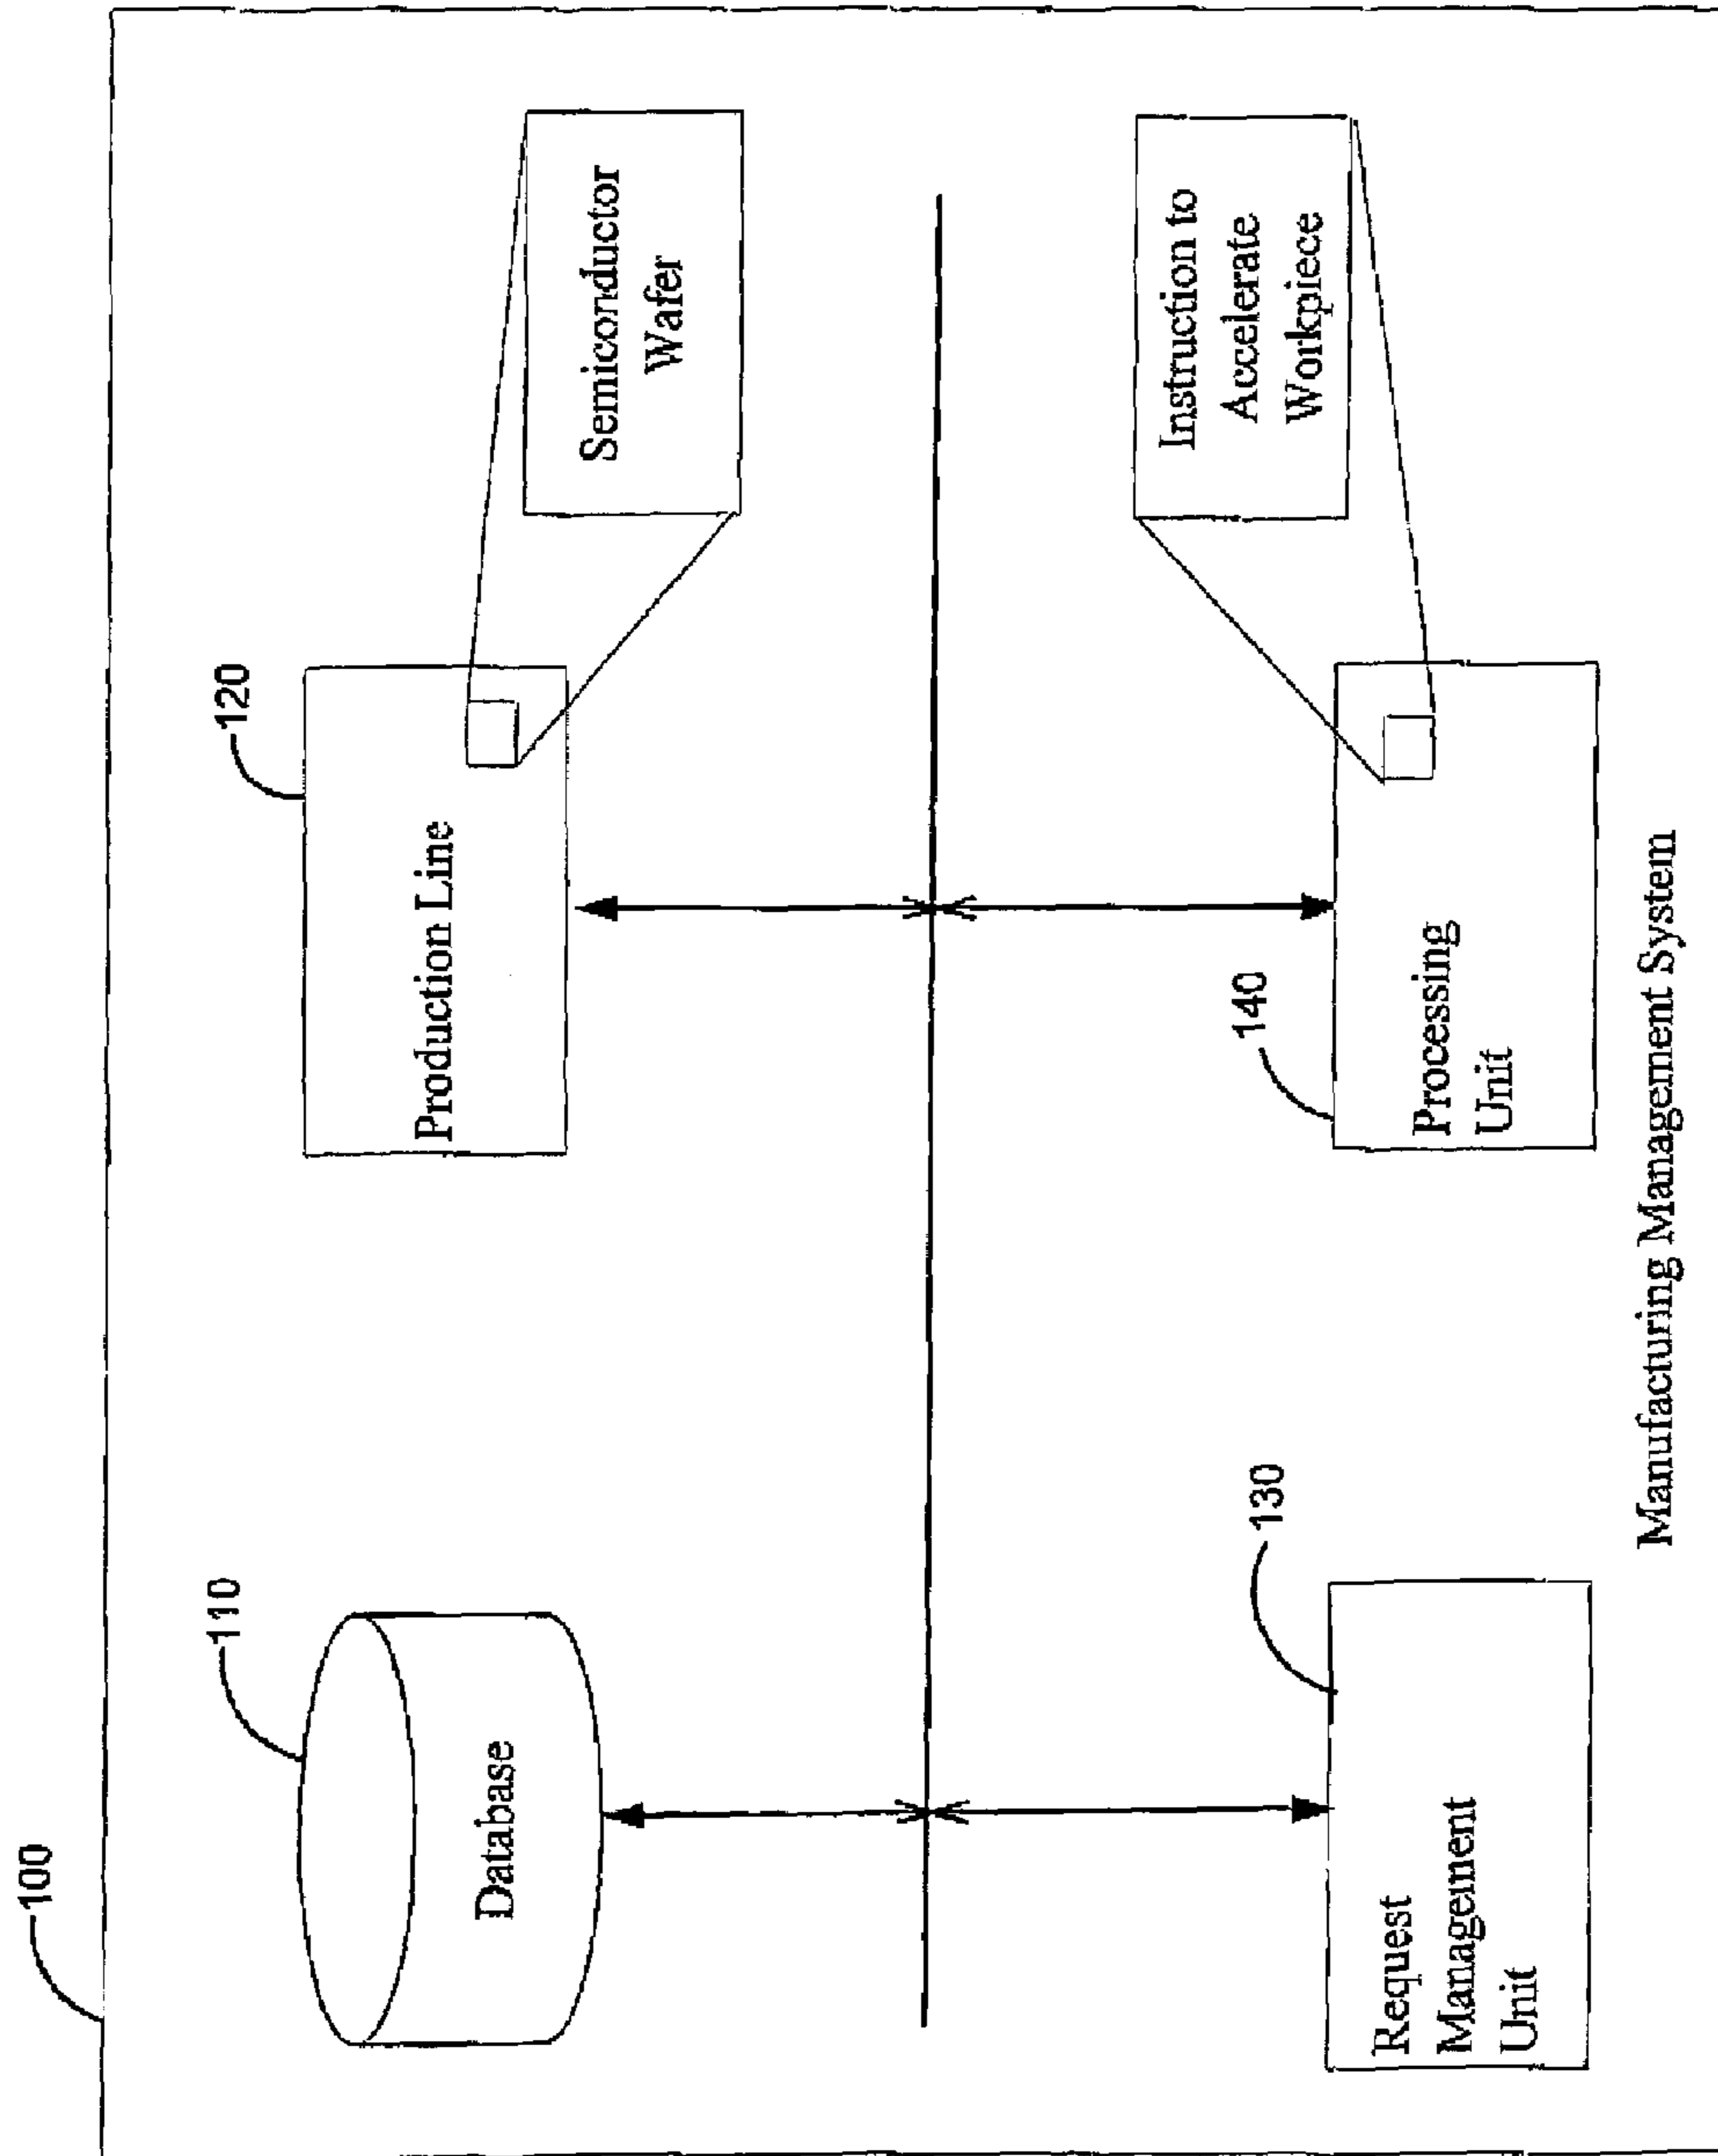 100
110
Database
120
Production Line
Semiconductor
Wafer
130
Request
Management
Unit
140
Processing
Unit
Instruction to
Accelerate
Workpiece
Manufacturing Management System